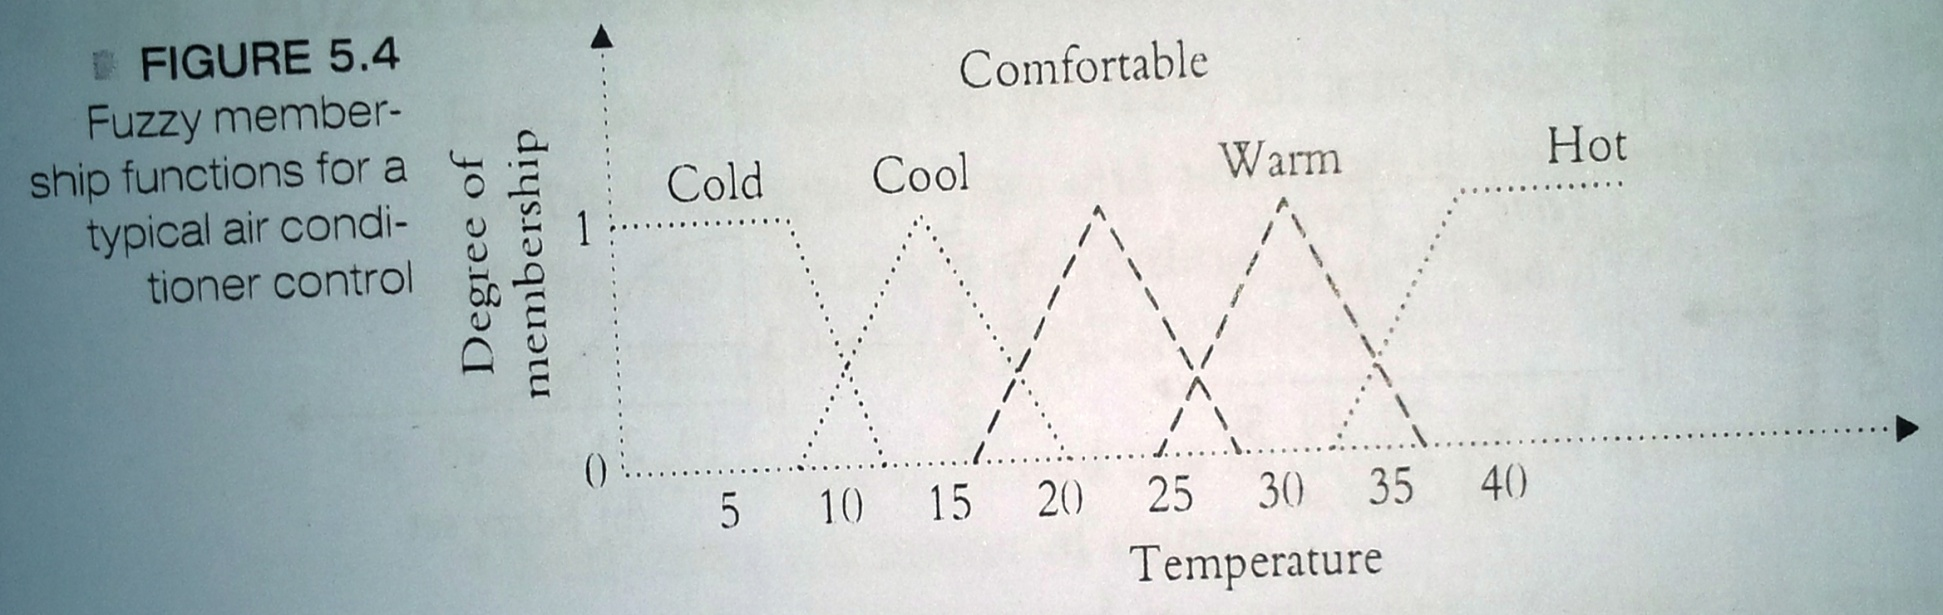 FIGURE 5.4
Fuzzy member-
ship functions for a
typical air condi-
tioner control
Degree of
membership
Comfortable
Cold
Cool
Warm
Hot
1
0
5 10 15 20 25 30 35 40
Temperature